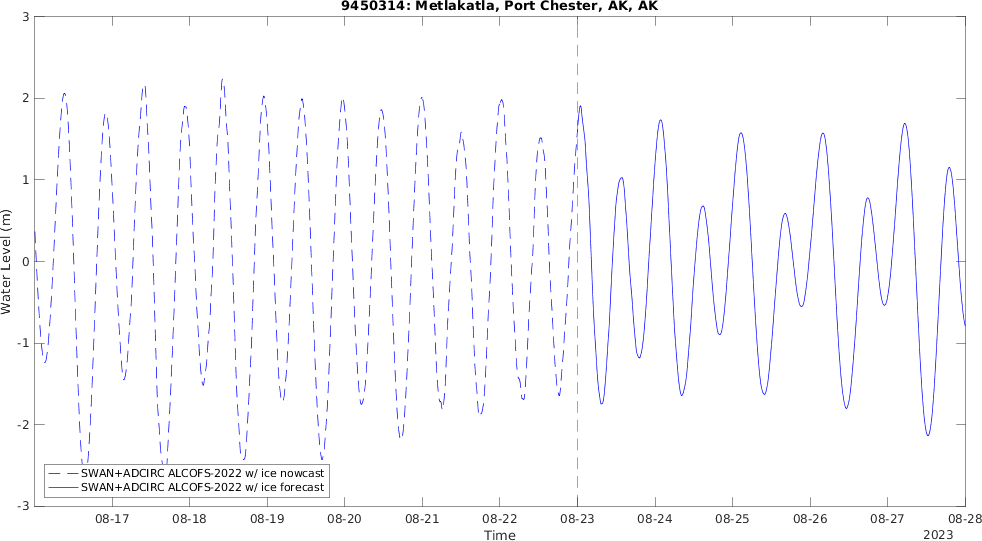 9450314: Metlakatla, Port Chester, AK, AK
3
2
1
0
-1
-2
-3
Water Level (m)
SWAN+ADCIRC ALCOFS-2022 w/ ice nowcast
SWAN+ADCIRC ALCOFS-2022 w/ ice forecast
08-17 08-18 08-19 08-20 08-21 08-22 08-23 08-24 08-25 08-26 08-27 08-28
Time
2023